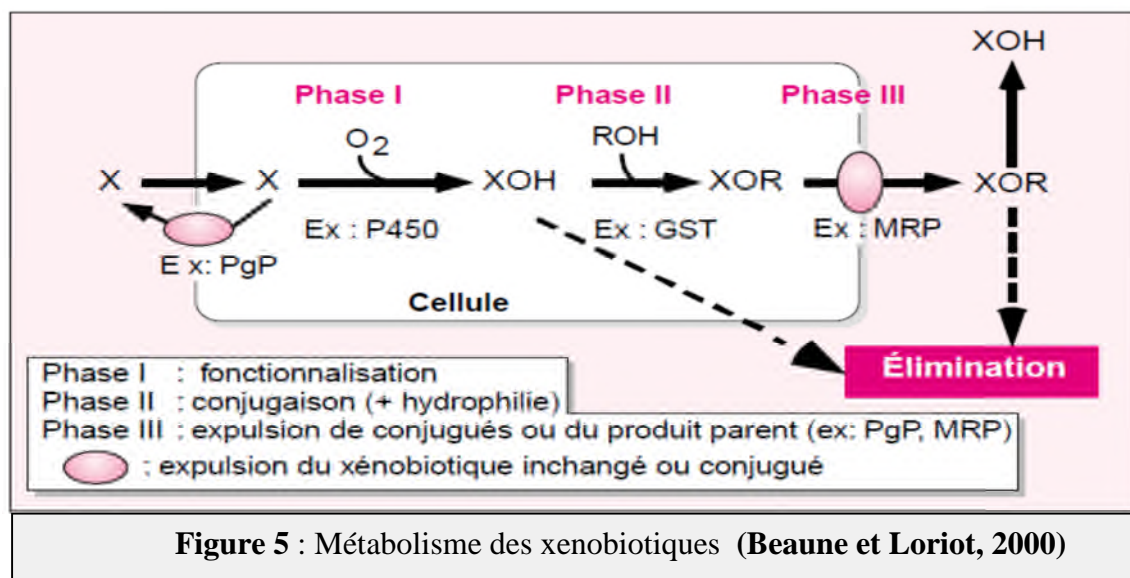 XOH
Phase I Phase II Phase III
O2 ROH
X X XOH XOR XOR
Ex : P450 Ex : GST Ex : MRP
E x: PgP
Cellule
Élimination
Phase I : fonctionnalisation
Phase II : conjugaison (+ hydrophilie)
Phase III : expulsion de conjugués ou du produit parent (ex: PgP, MRP)
: expulsion du xénobiotique inchangé ou conjugué
Figure 5 : Métabolisme des xenobiotiques (Beaune et Loriot, 2000)